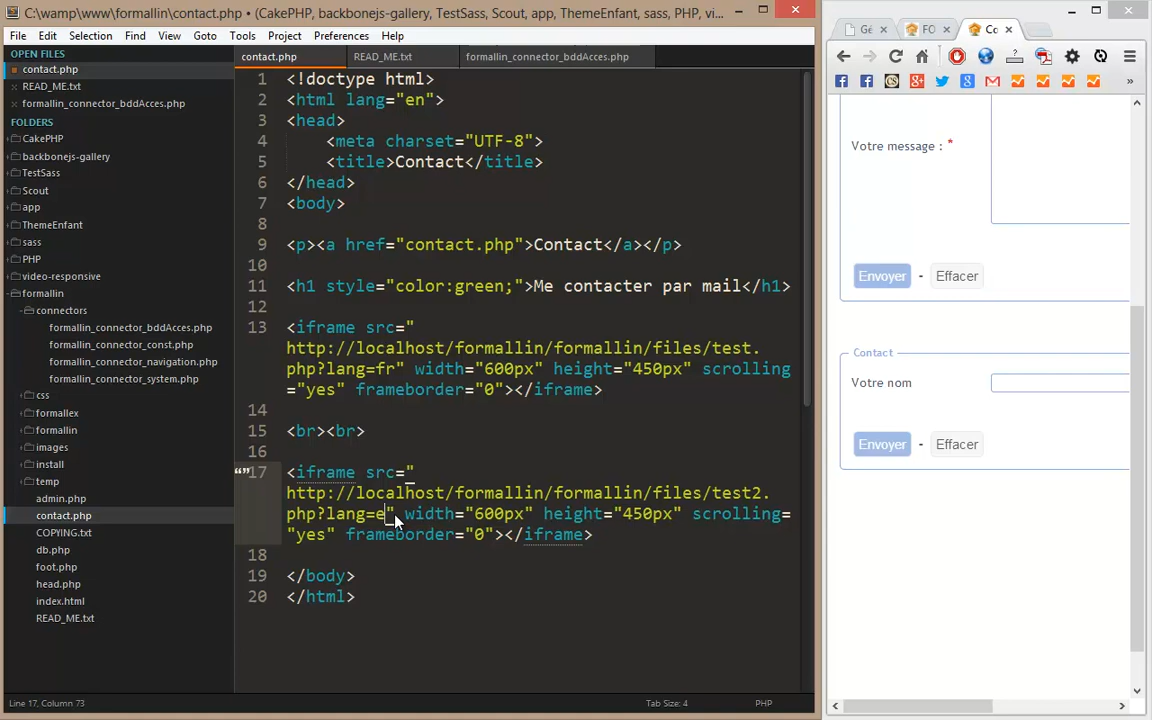 C:\wamp\www\formallin\contact.php • (CakePHP, backbonejs-gallery, TestSass, Scout, app, ThemeEnfant, sass, PHP, vi...
File Edit Selection Find View Goto Tools Project Preferences Help
OPEN FILES
contact.php
READ_ME.txt
formallin_connector_bddAcces.php
FOLDERS
CakePHP
backbonejs-gallery
TestSass
Scout
app
ThemeEnfant
sass
PHP
video-responsive
formallin
connectors
formallin_connector_bddAcces.php
formallin_connector_const.php
formallin_connector_navigation.php
formallin_connector_system.php
css
formallex
formallin
images
install
temp
admin.php
contact.php
COPYING.txt
db.php
foot.php
head.php
index.html
READ_ME.txt
contact.php READ_ME.txt formallin_connector_bddAcces.php
1 <!doctype html>
2 <html lang="en">
3 <head>
4 <meta charset="UTF-8">
5 <title>Contact</title>
6 </head>
7 <body>
8
9 <p><a href="contact.php">Contact</a></p>
10
11 <h1 style="color:green;">Me contacter par mail</h1>
12
13 <iframe src="
http://localhost/formallin/formallin/files/test.
php?lang=fr" width="600px" height="450px" scrolling
="yes" frameborder="0"></iframe>
14
15 <br><br>
16
17 <iframe src="
http://localhost/formallin/formallin/files/test2.
php?lang=e" width="600px" height="450px" scrolling=
"yes" frameborder="0"></iframe>
18
19 </body>
20 </html>
Line 17, Column 73
Tab Size: 4
PHP
Gé FO Co
Votre message : *
Envoyer - Effacer
Contact
Votre nom
Envoyer - Effacer